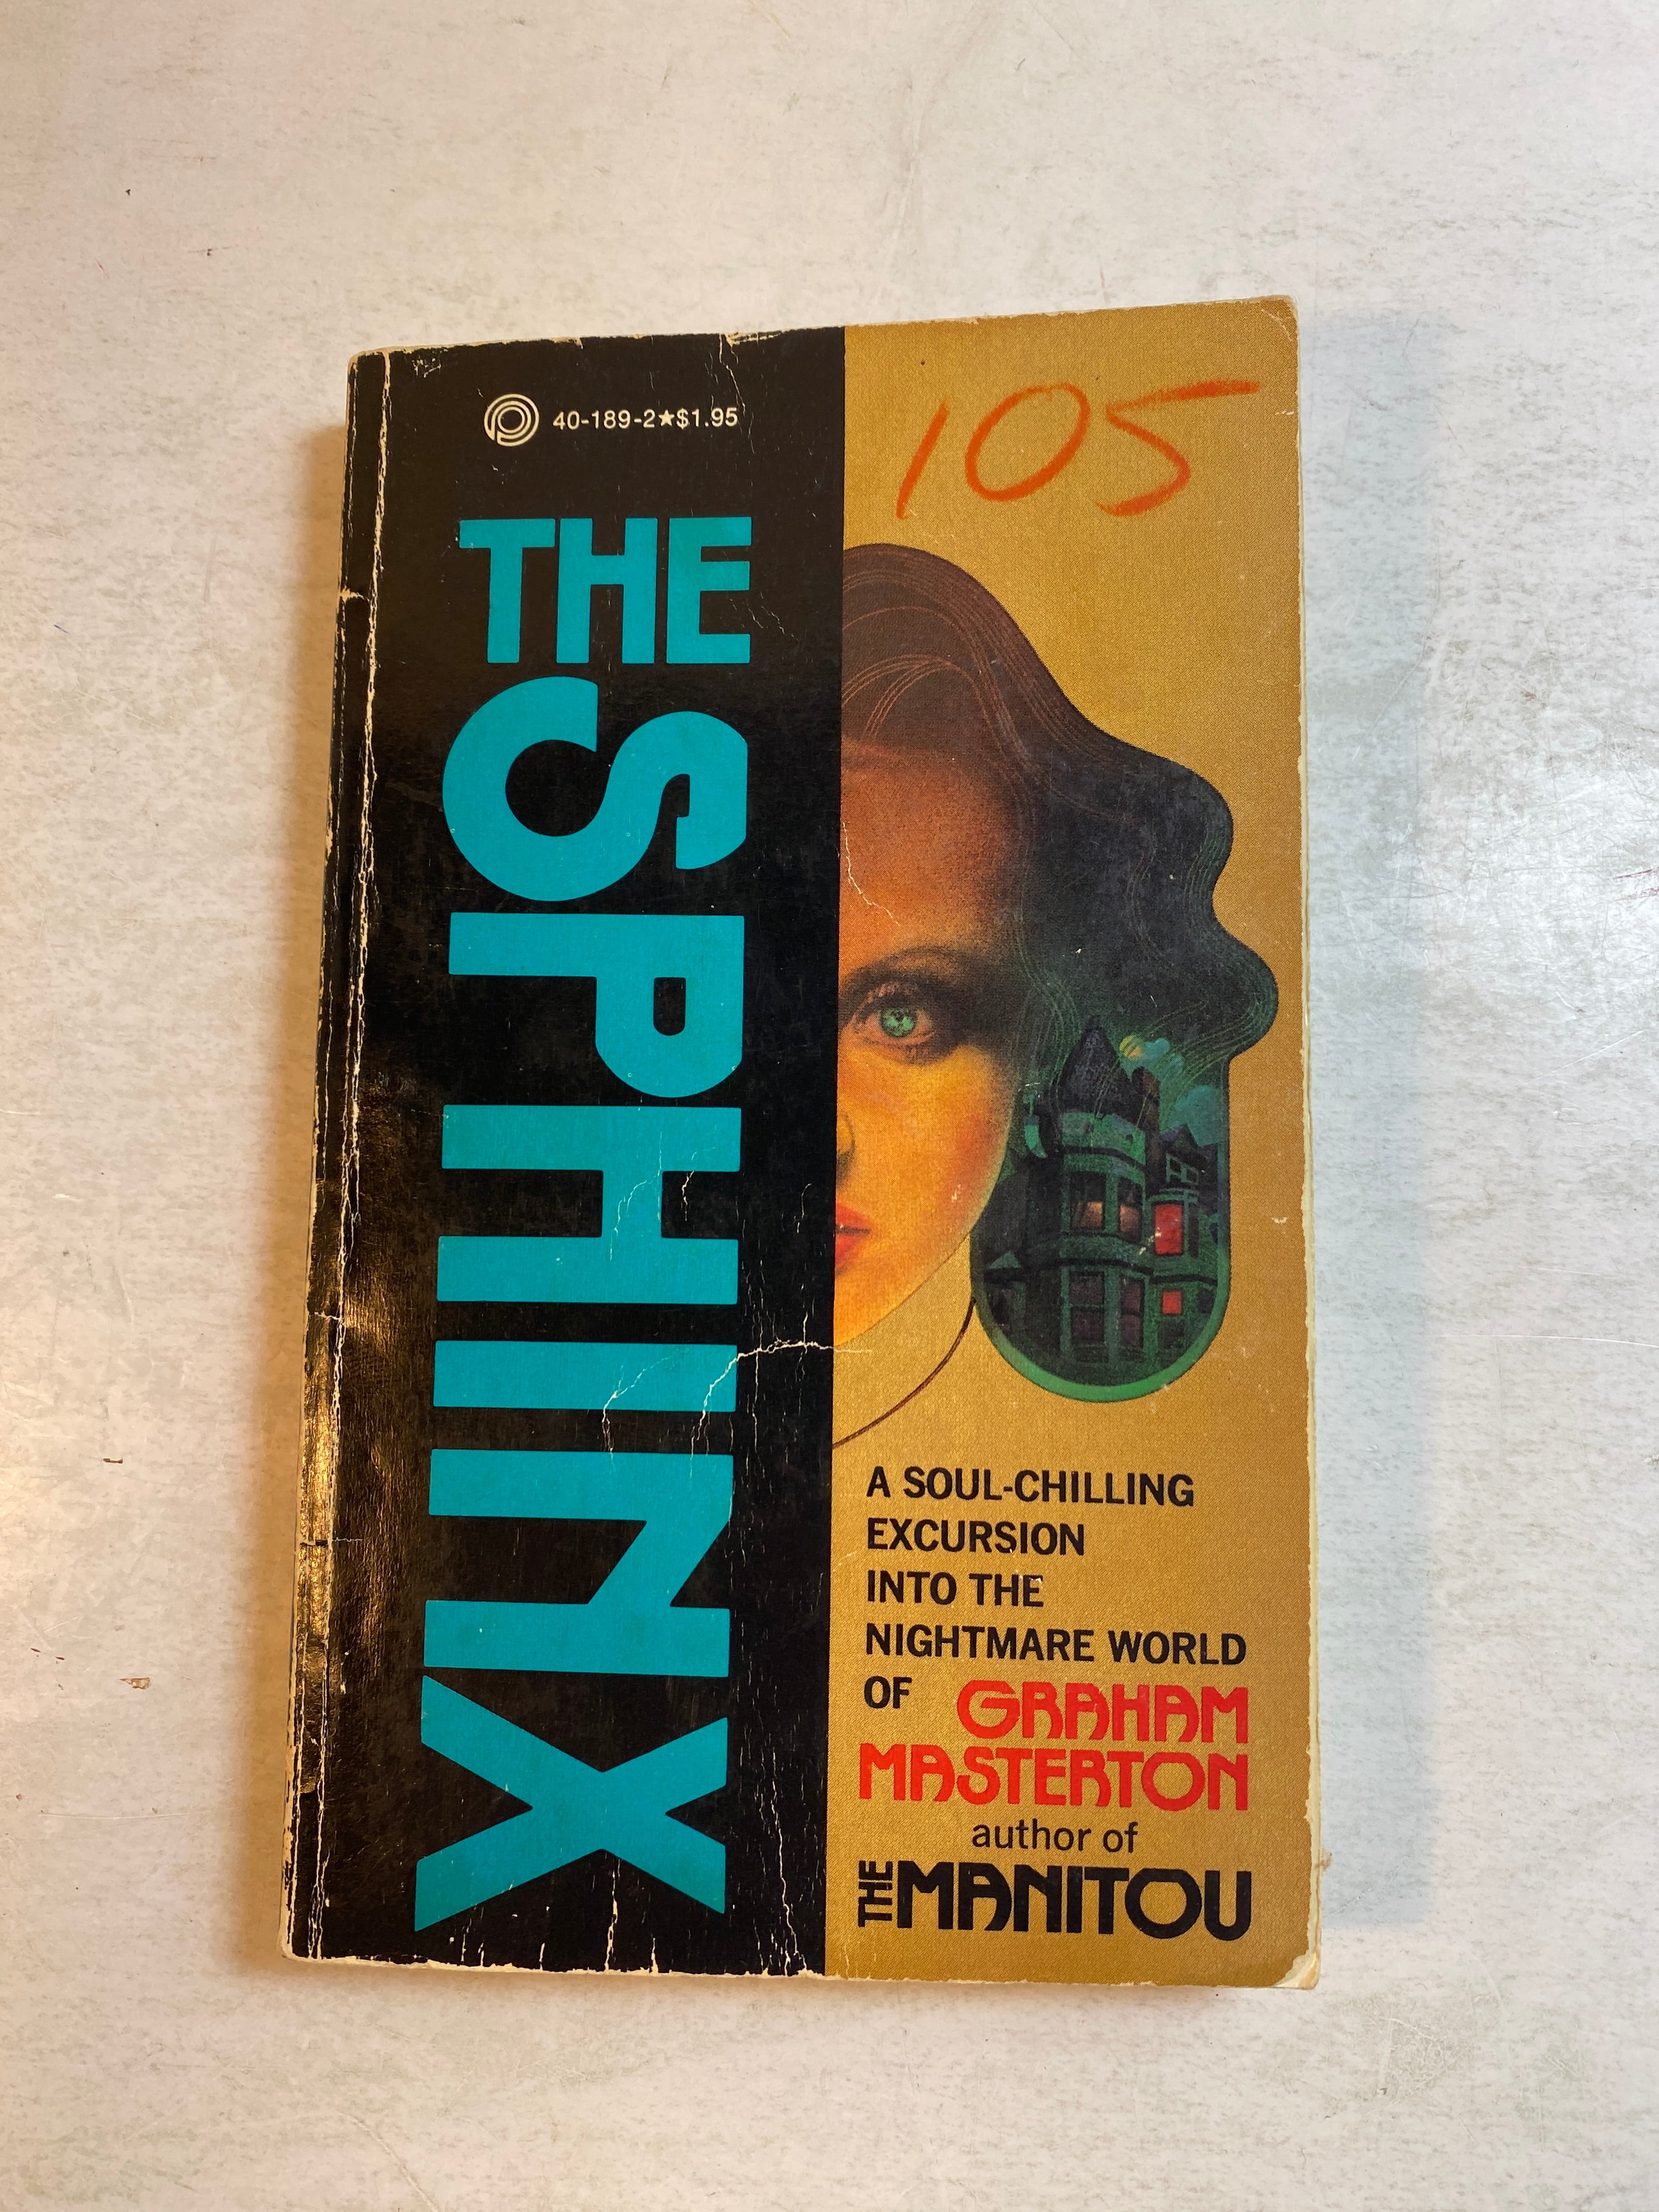 40-189-2★$1.95
105
THE SPHINX
A SOUL-CHILLING
EXCURSION
INTO THE
NIGHTMARE WORLD
OF GRAHAM
MASTERTON
author of
THE MANITOU